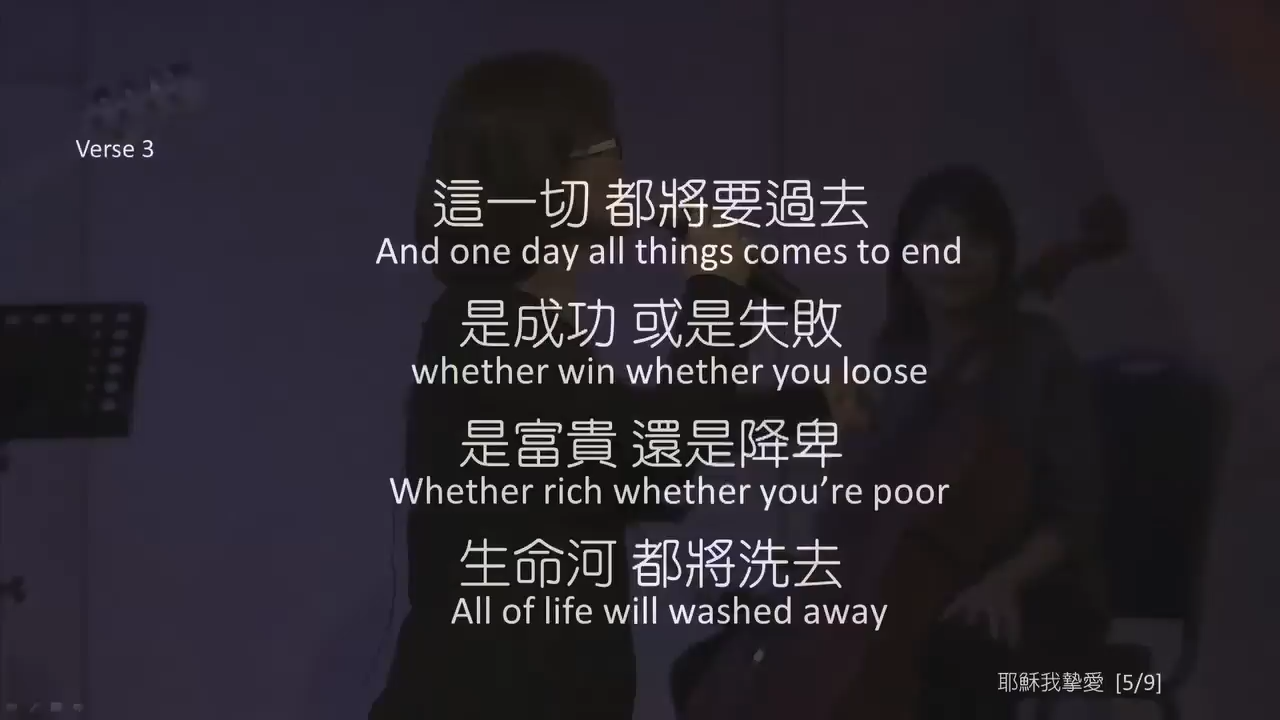 Verse 3
這一切 都將要過去
And one day all things comes to end
是成功 或是失敗
whether win whether you loose
是富貴 還是降卑
Whether rich whether you're poor
生命河 都將洗去
All of life will washed away
耶穌我摯愛 [5/9]